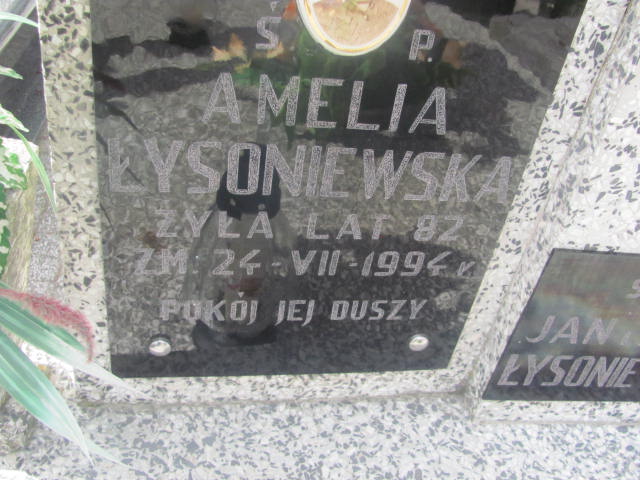 Ś P.
AMELIA
ŁYSONIEWSKA
ŻYŁA LAT 82
ZM. 24-VII-1994 r.
POKÓJ JEJ DUSZY
JAN
ŁYSONIE